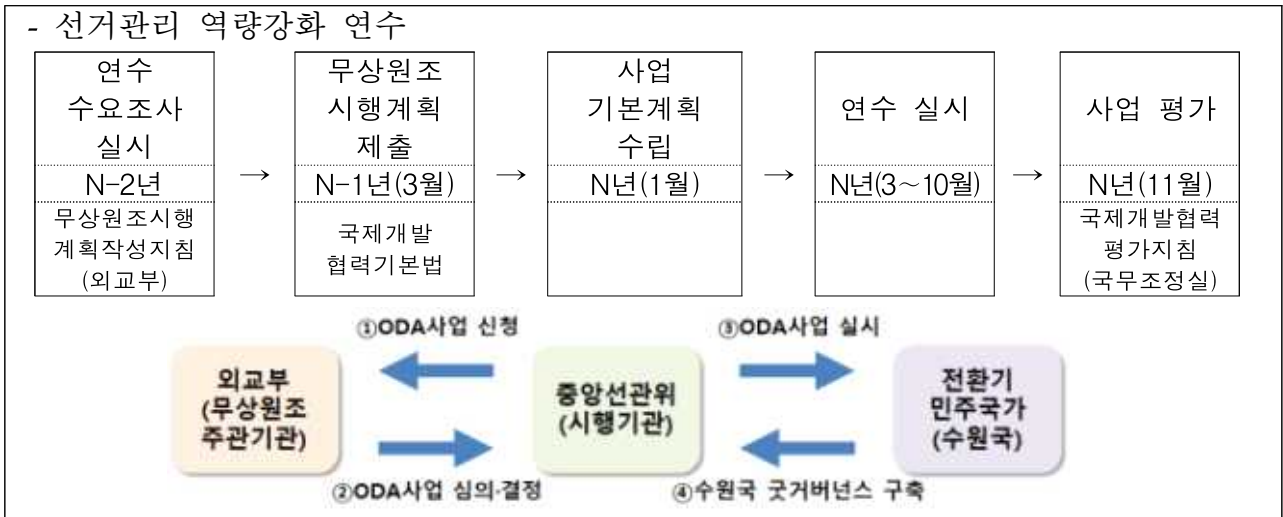 - 선거관리 역량강화 연수
연수
수요조사
실시
N-2년
무상원조시행
계획작성지침
(외교부)
→
무상원조
시행계획
제출
N-1년(3월)
국제개발
협력기본법
→
사업
기본계획
수립
N년(1월)
→
연수 실시
N년(3~10월)
→
사업 평가
N년(11월)
국제개발협력
평가지침
(국무조정실)
①ODA사업 신청
③ODA사업 실시
외교부
(무상원조
주관기관)
중앙선관위
(시행기관)
전환기
민주국가
(수원국)
②ODA사업 심의·결정
④수원국 굿거버넌스 구축